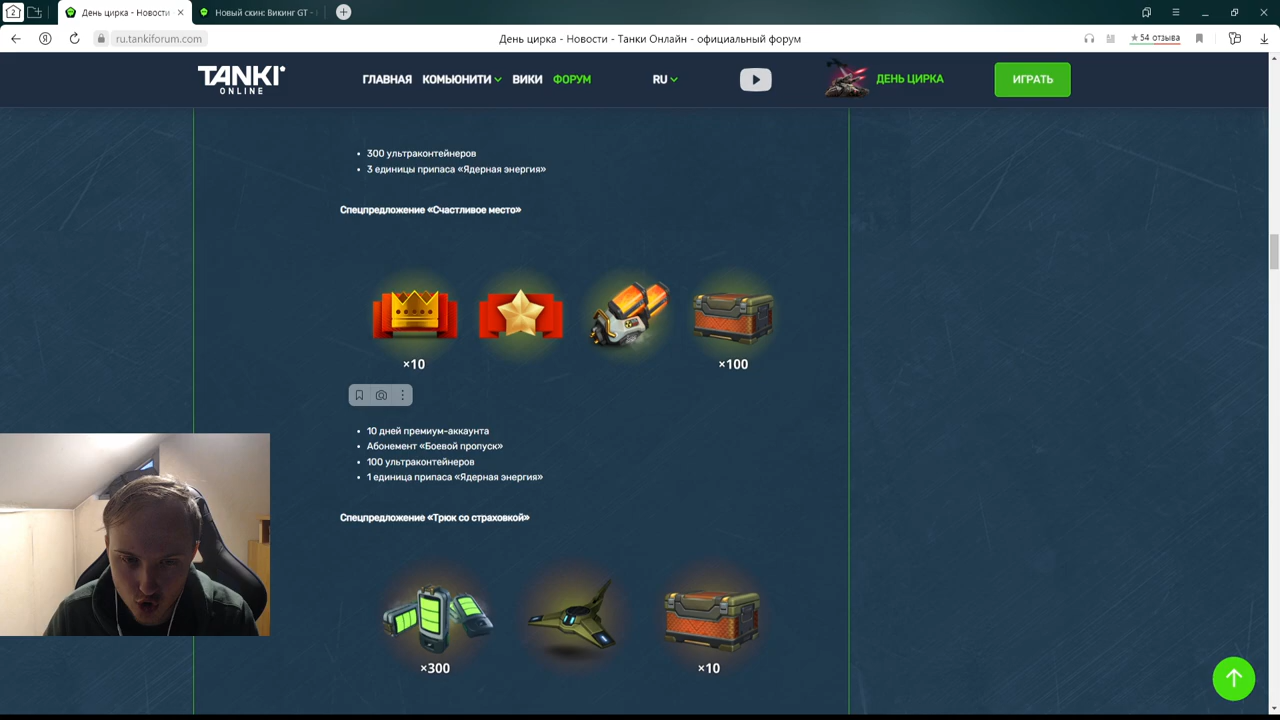 2
День цирка - Новости
Новый скин: Викинг GT -
ru.tankiforum.com
День цирка - Новости - Танки Онлайн - официальный форум
★54 отзыва
TANKI
ONLINE
ГЛАВНАЯ
КОМЬЮНИТИ
ВИКИ
ФОРУМ
RU
ДЕНЬ ЦИРКА
ИГРАТЬ
• 300 ультраконтейнеров
• 3 единицы припаса «Ядерная энергия»
Спецпредложение «Счастливое место»
×10
×100
• 10 дней премиум-аккаунта
• Абонемент «Боевой пропуск»
• 100 ультраконтейнеров
• 1 единица припаса «Ядерная энергия»
Спецпредложение «Трюк со страховкой»
×300
×10